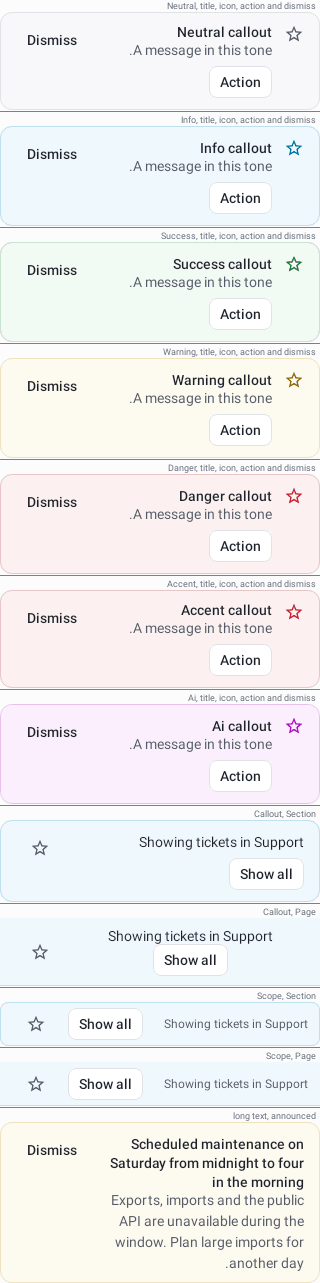 Neutral, title, icon, action and dismiss
Neutral callout
Dismiss
.A message in this tone
Action
Info, title, icon, action and dismiss
Info callout
Dismiss
.A message in this tone
Action
Success, title, icon, action and dismiss
Success callout
Dismiss
.A message in this tone
Action
Warning, title, icon, action and dismiss
Warning callout
Dismiss
.A message in this tone
Action
Danger, title, icon, action and dismiss
Danger callout
Dismiss
.A message in this tone
Action
Accent, title, icon, action and dismiss
Accent callout
Dismiss
.A message in this tone
Action
Ai, title, icon, action and dismiss
Ai callout
Dismiss
.A message in this tone
Action
Callout, Section
Showing tickets in Support
Show all
Callout, Page
Showing tickets in Support
Show all
Scope, Section
Showing tickets in Support
Show all
Scope, Page
Showing tickets in Support
Show all
long text, announced
Scheduled maintenance on
Dismiss
Saturday from midnight to four
in the morning
Exports, imports and the public
API are unavailable during the
window. Plan large imports for
.another day